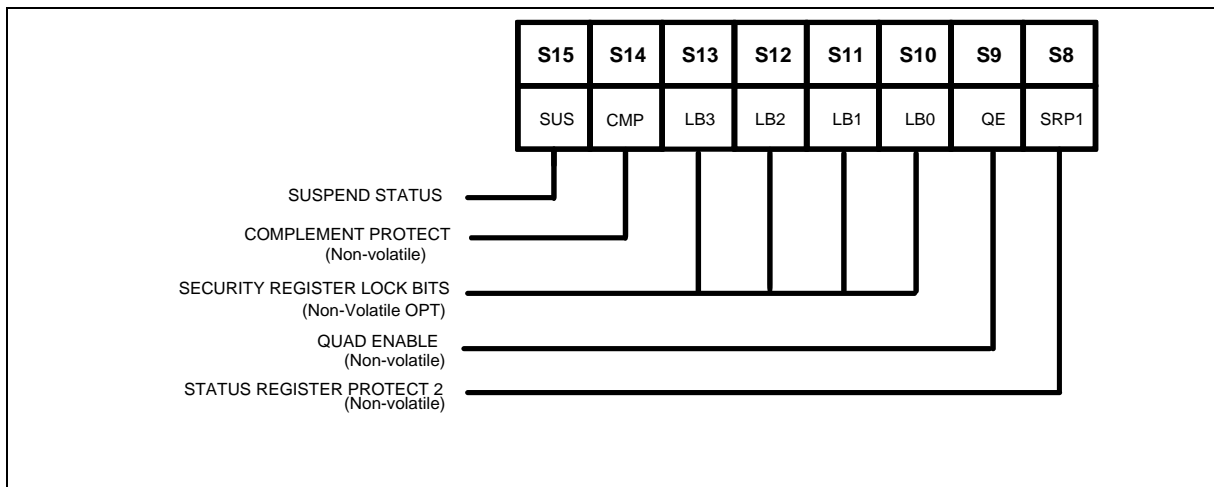 S15 S14 S13 S12 S11 S10 S9 S8
SUS CMP LB3 LB2 LB1 LB0 QE SRP1
SUSPEND STATUS
COMPLEMENT PROTECT
(Non-volatile)
SECURITY REGISTER LOCK BITS
(Non-Volatile OPT)
QUAD ENABLE
(Non-volatile)
STATUS REGISTER PROTECT 2
(Non-volatile)